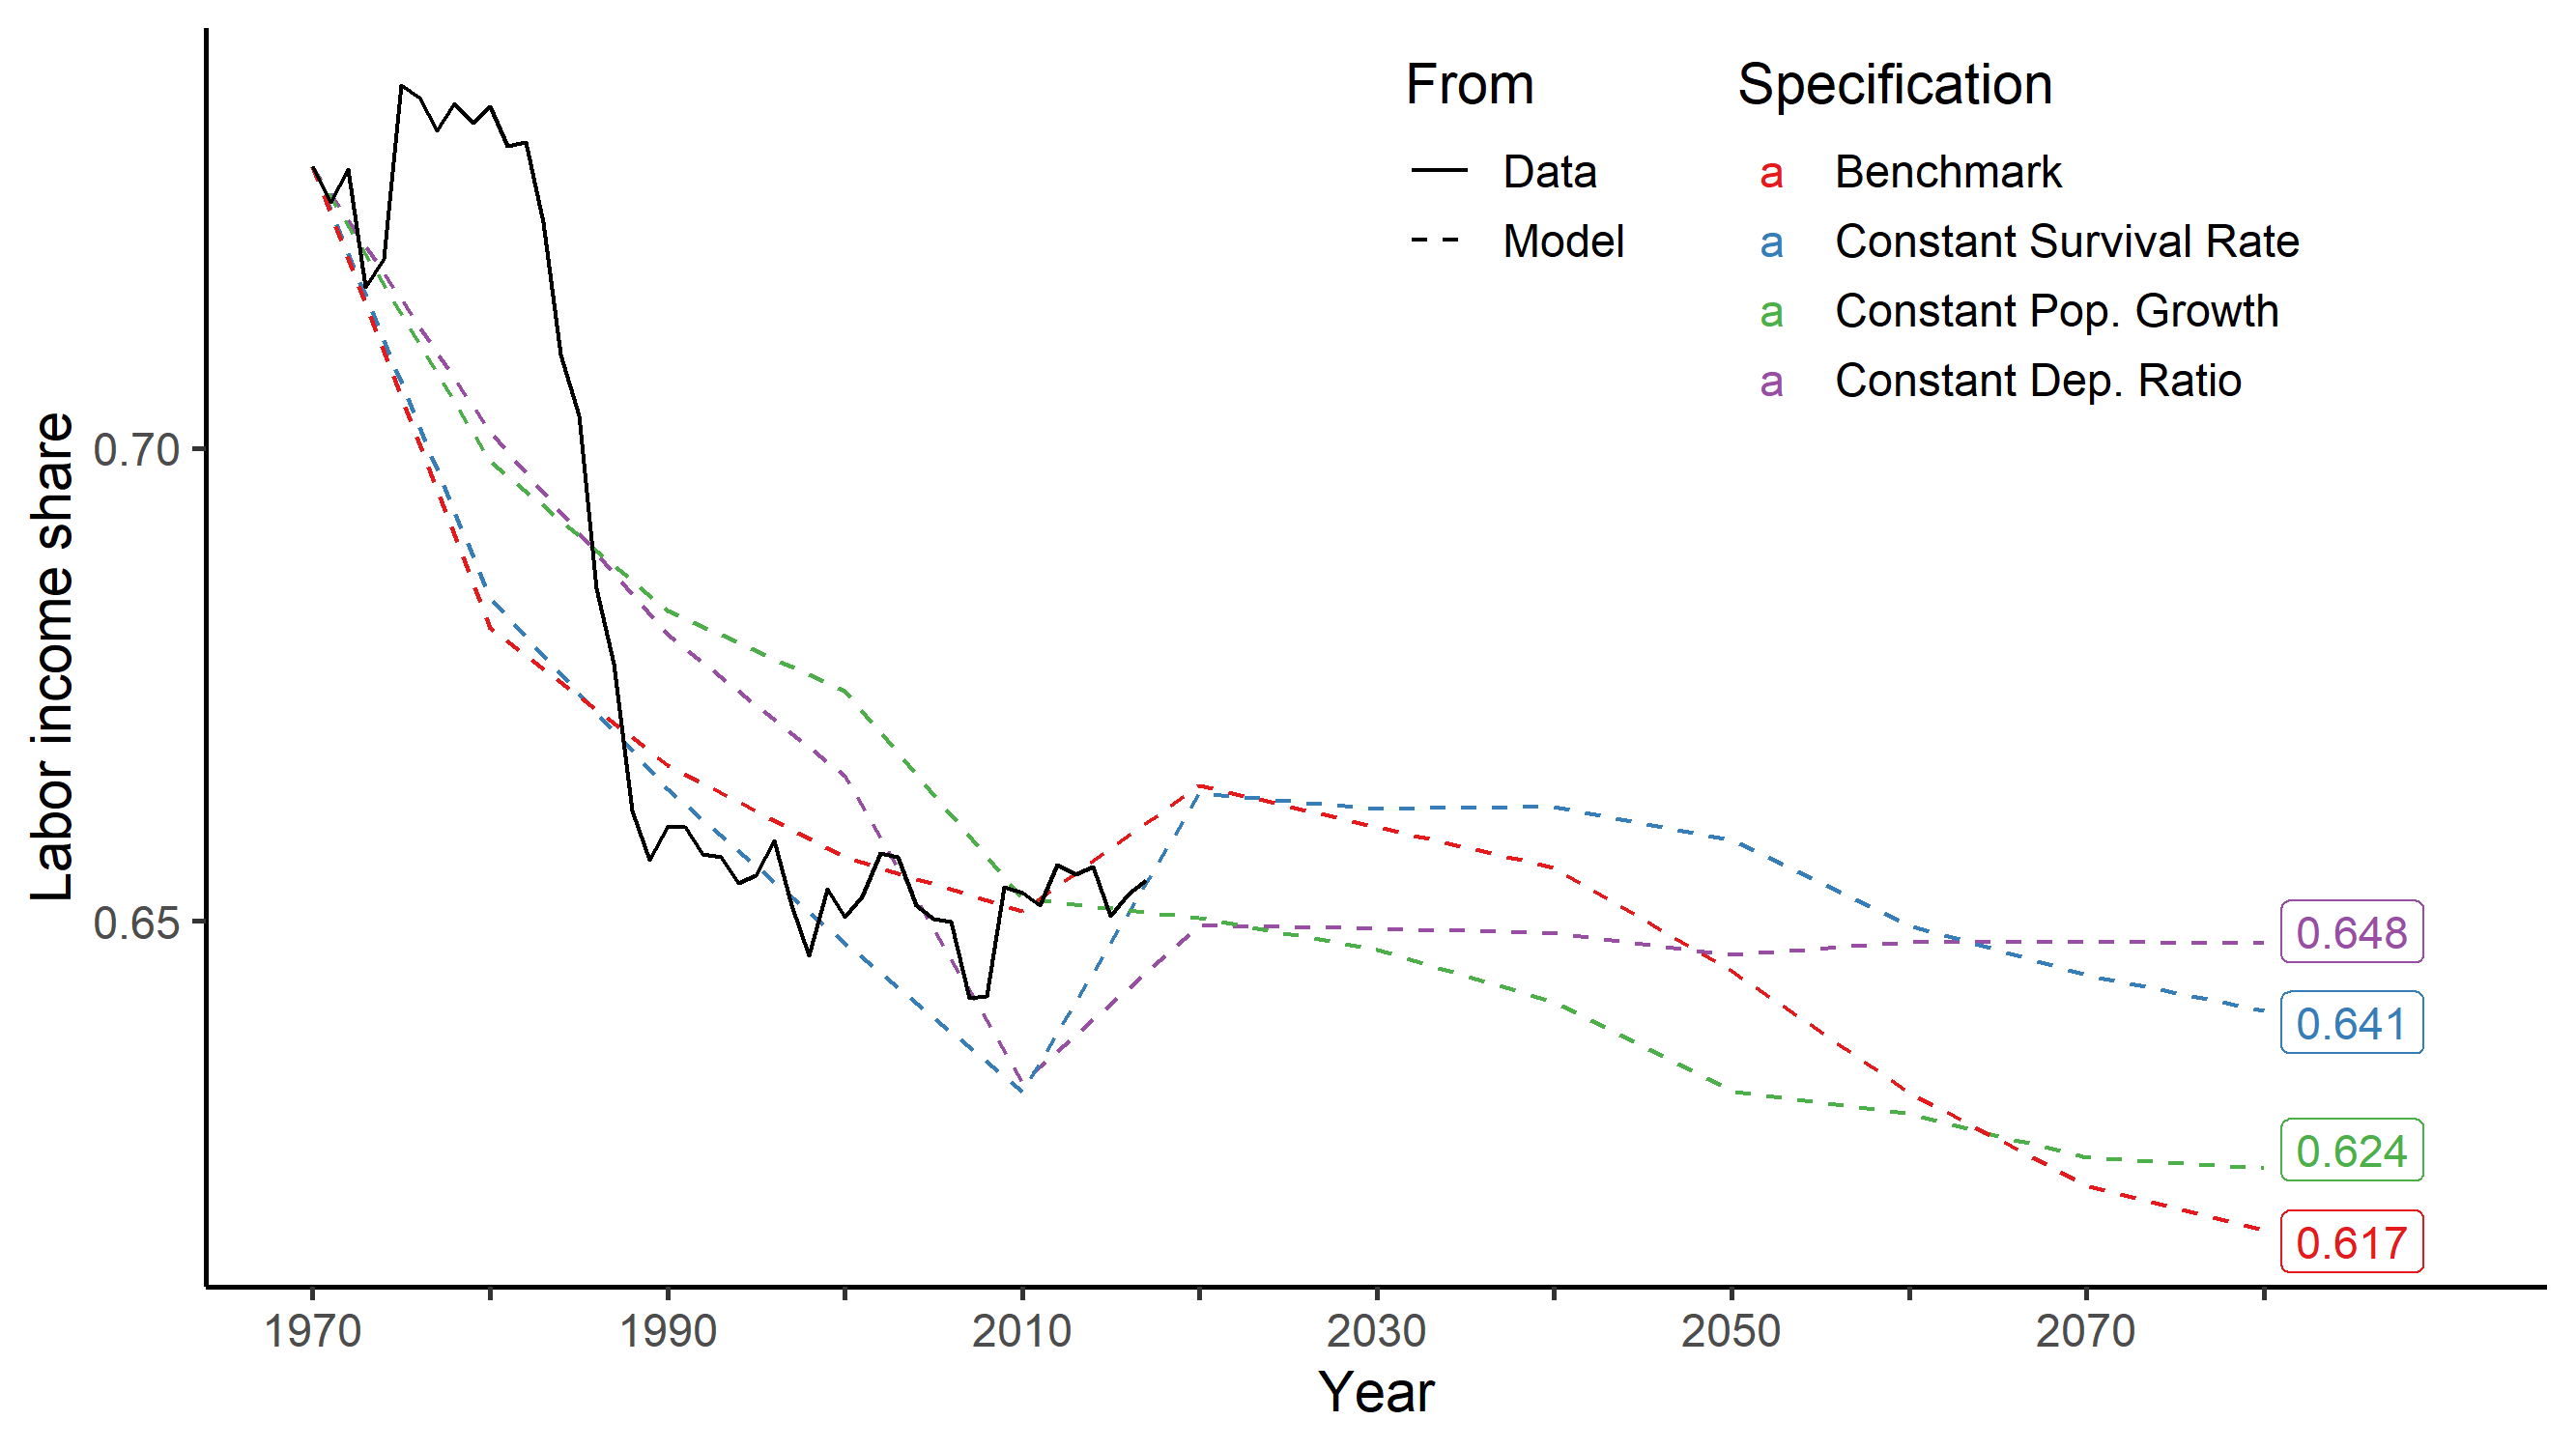 From
Data
Model
Specification
a Benchmark
a Constant Survival Rate
a Constant Pop. Growth
a Constant Dep. Ratio
Labor income share
0.70
0.65
0.648
0.641
0.624
0.617
1970 1990 2010 2030 2050 2070
Year